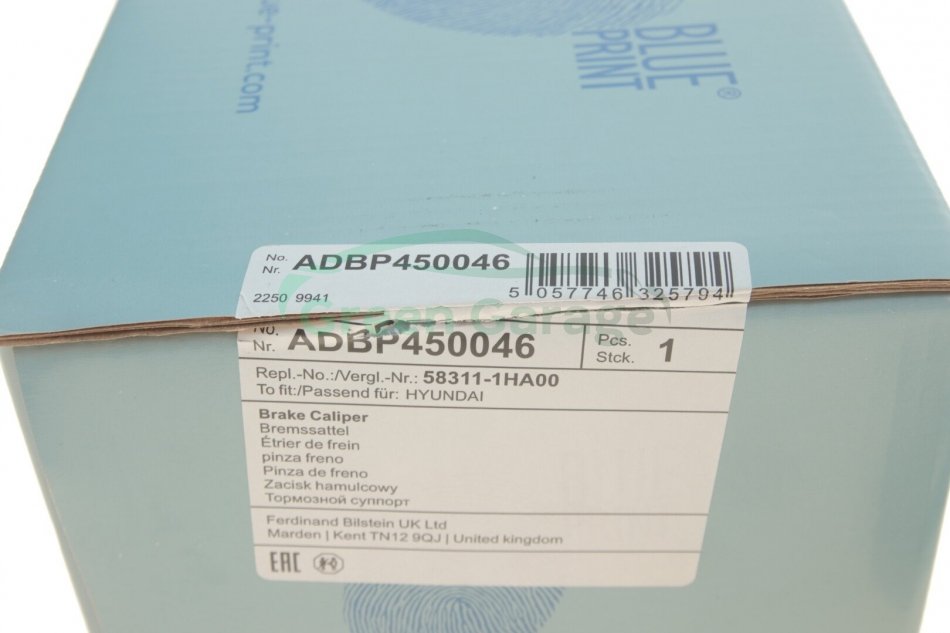 e-print.com
BLUE
PRINT
®
No.
Nr. ADBP450046
2250 9941
5 057746 325794
Green Garage
No.
Nr. ADBP450046
Pcs.
Stck. 1
Repl.-No.:/Vergl.-Nr.: 58311-1HA00
To fit:/Passend für: HYUNDAI
Brake Caliper
Bremssattel
Étrier de frein
pinza freno
Pinza de freno
Zacisk hamulcowy
Тормозной суппорт
Ferdinand Bilstein UK Ltd
Marden | Kent TN12 9QJ | United kingdom
EAC